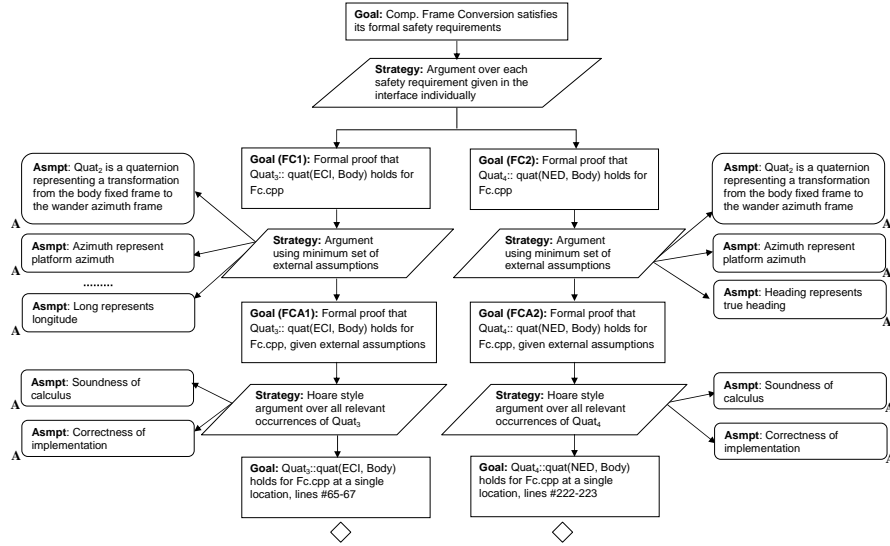 Goal: Comp. Frame Conversion satisfies
its formal safety requirements
Strategy: Argument over each
safety requirement given in the
interface individually
Goal (FC1): Formal proof that
Quat₃:: quat(ECI, Body) holds for
Fc.cpp
Goal (FC2): Formal proof that
Quat₄:: quat(NED, Body) holds for
Fc.cpp
Asmpt: Quat₂ is a quaternion
representing a transformation
from the body fixed frame to
the wander azimuth frame
A
Asmpt: Quat₂ is a quaternion
representing a transformation
from the body fixed frame to
the wander azimuth frame
A
Strategy: Argument
using minimum set of
external assumptions
Strategy: Argument
using minimum set of
external assumptions
Asmpt: Azimuth represent
platform azimuth
A
.........
Asmpt: Long represents
longitude
A
Asmpt: Azimuth represent
platform azimuth
A
Asmpt: Heading represents
true heading
A
Goal (FCA1): Formal proof that
Quat₃:: quat(ECI, Body) holds for
Fc.cpp, given external assumptions
Goal (FCA2): Formal proof that
Quat₄:: quat(NED, Body) holds for
Fc.cpp, given external assumptions
Asmpt: Soundness of
calculus
A
Asmpt: Correctness of
implementation
A
Strategy: Hoare style
argument over all relevant
occurrences of Quat₃
Strategy: Hoare style
argument over all relevant
occurrences of Quat₄
Asmpt: Soundness of
calculus
A
Asmpt: Correctness of
implementation
A
Goal: Quat₃::quat(ECI, Body)
holds for Fc.cpp at a single
location, lines #65-67
Goal: Quat₄::quat(NED, Body)
holds for Fc.cpp at a single
location, lines #222-223